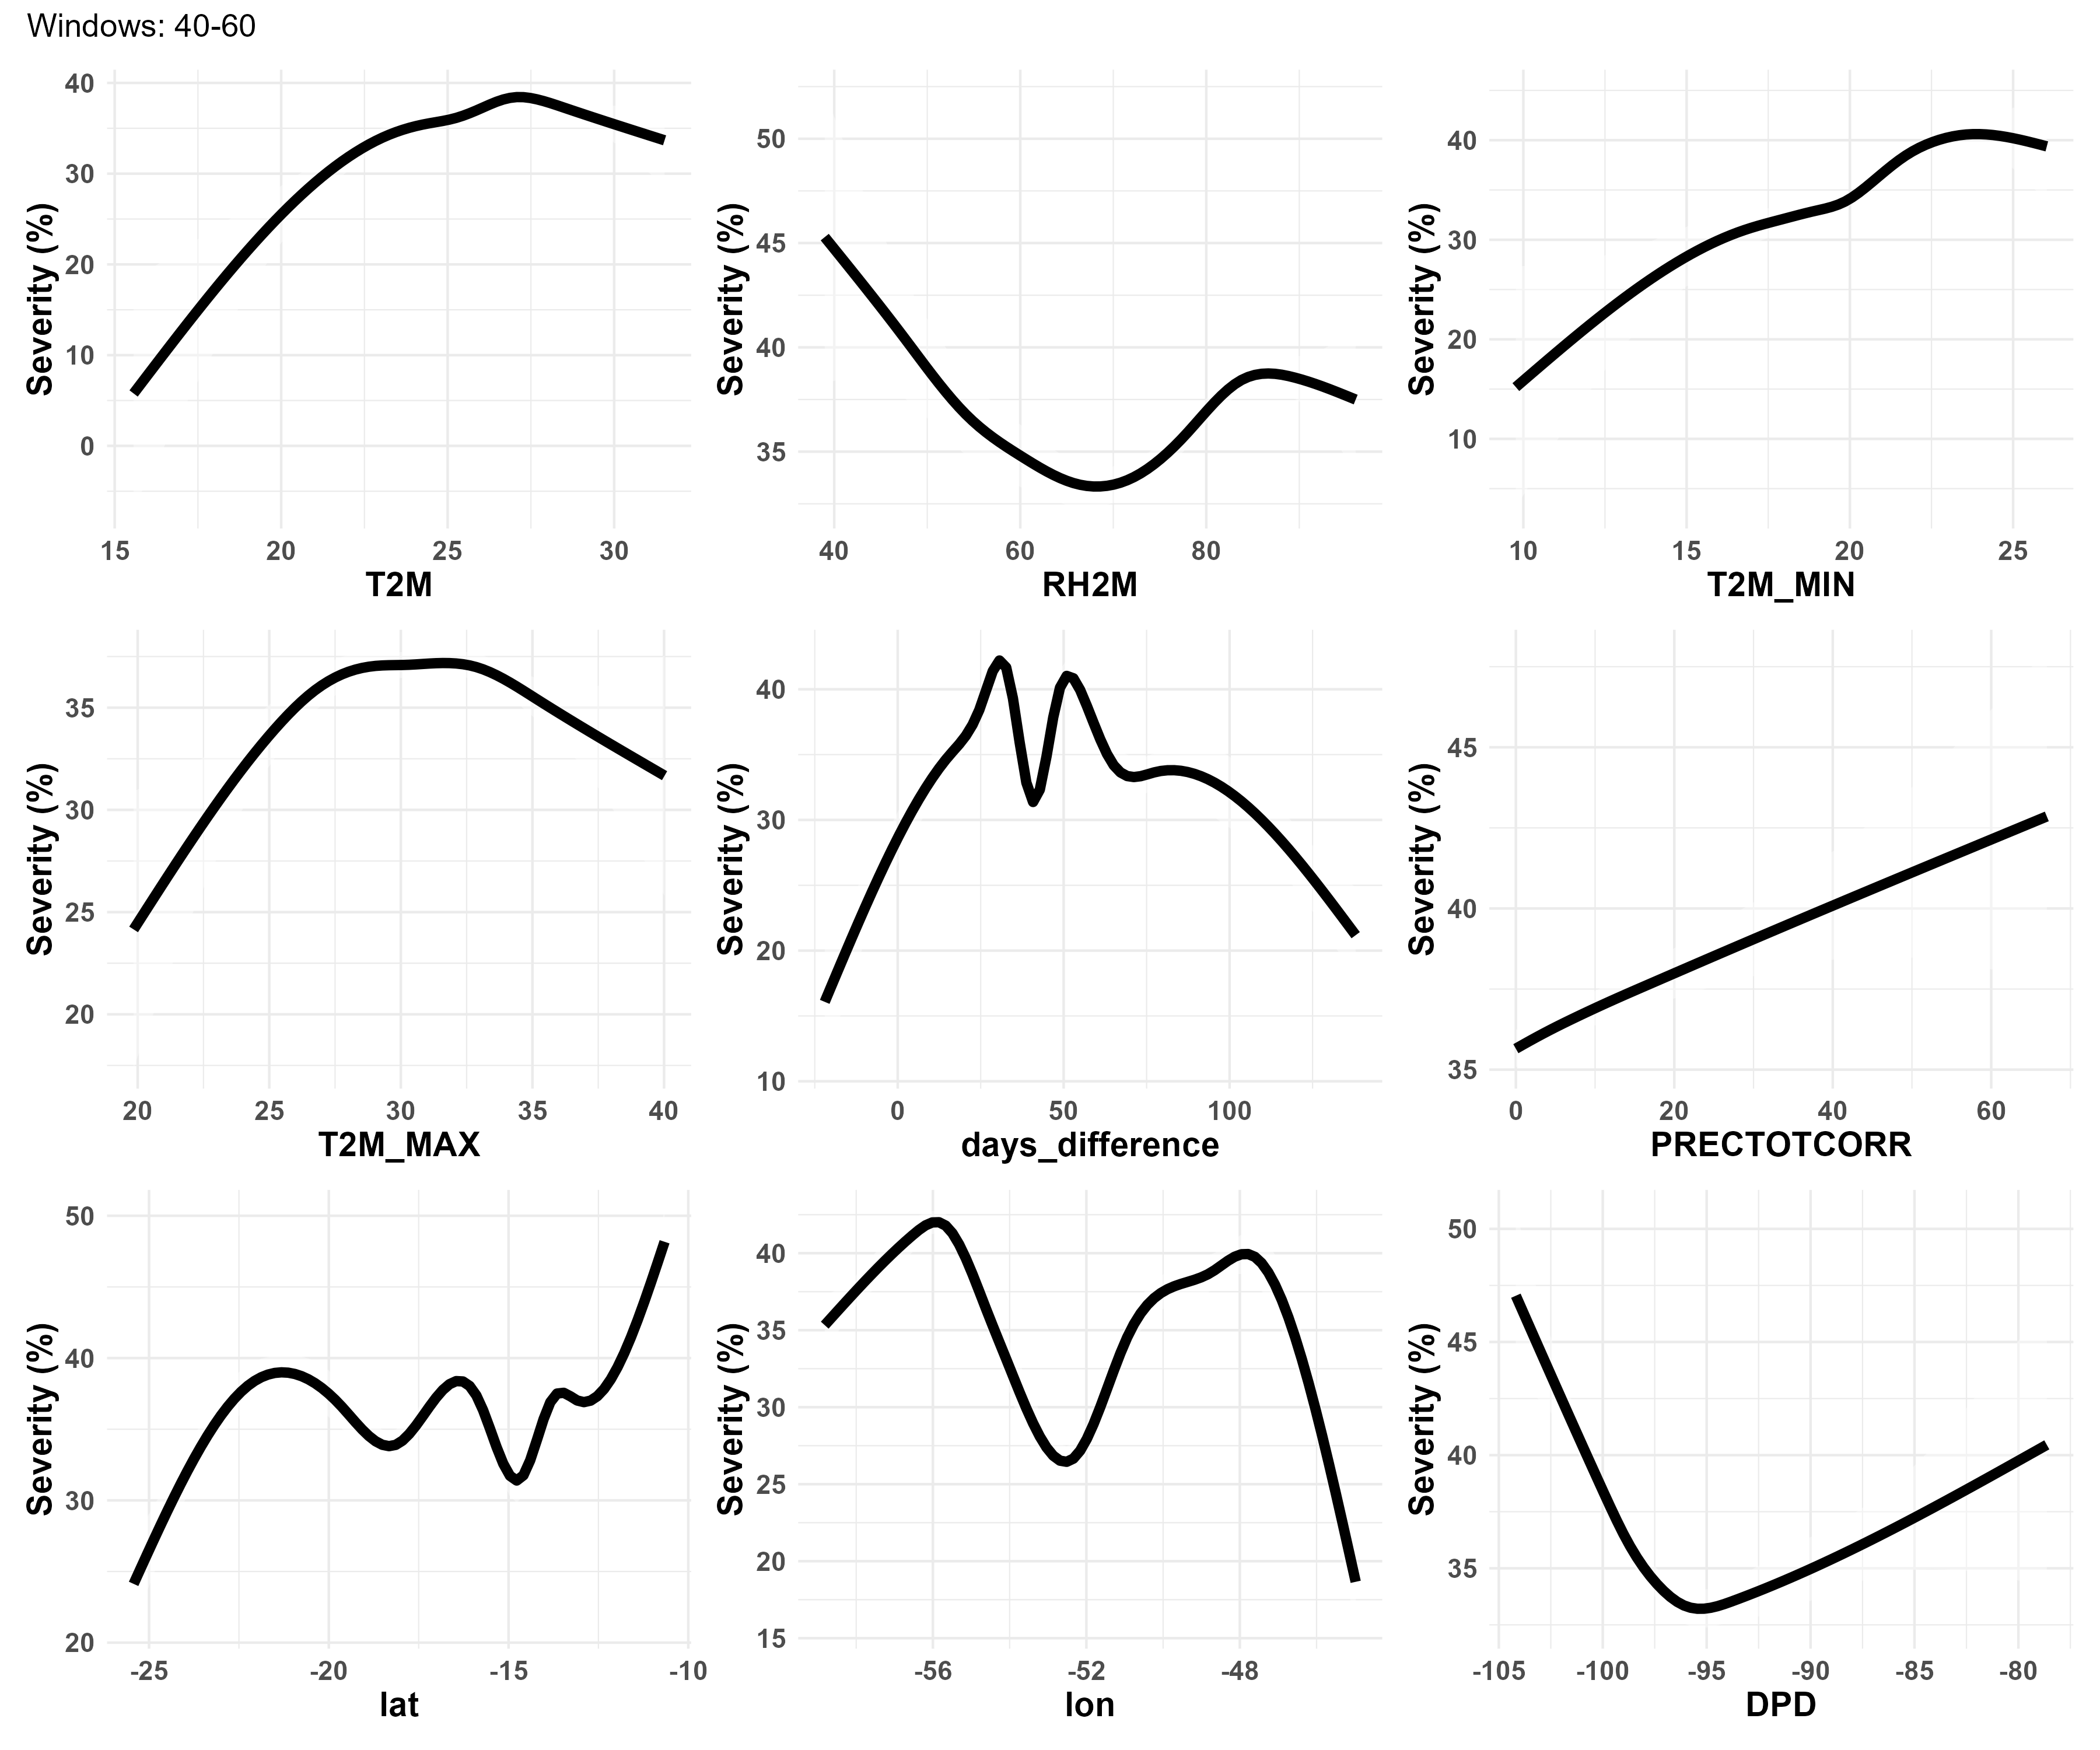 Windows: 40-60
40
30
20
10
0
Severity (%)
15 20 25 30
T2M
50
45
40
35
Severity (%)
40 60 80
RH2M
40
30
20
10
Severity (%)
10 15 20 25
T2M_MIN
35
30
25
20
Severity (%)
20 25 30 35 40
T2M_MAX
40
30
20
10
Severity (%)
0 50 100
days_difference
45
40
35
Severity (%)
0 20 40 60
PRECTOTCORR
50
40
30
20
Severity (%)
-25 -20 -15 -10
lat
40
35
30
25
20
15
Severity (%)
-56 -52 -48
lon
50
45
40
35
Severity (%)
-105 -100 -95 -90 -85 -80
DPD